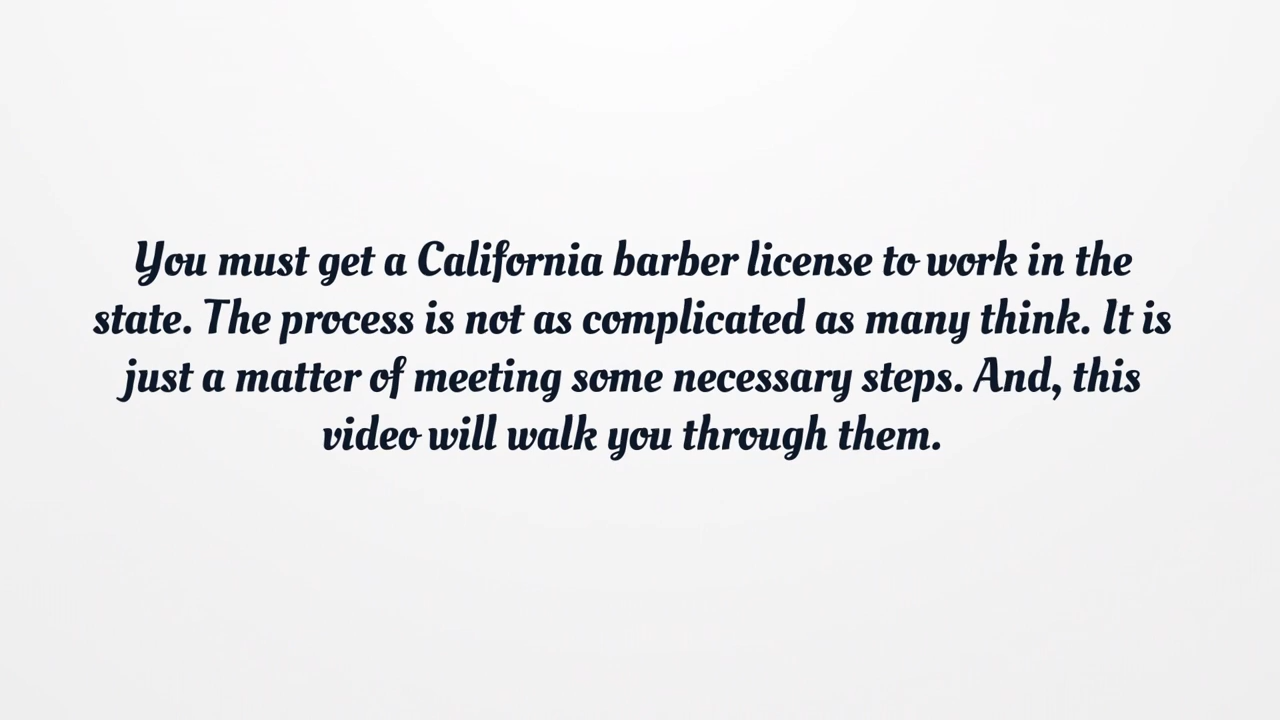 You must get a California barber license to work in the
state. The process is not as complicated as many think. It is
just a matter of meeting some necessary steps. And, this
video will walk you through them.